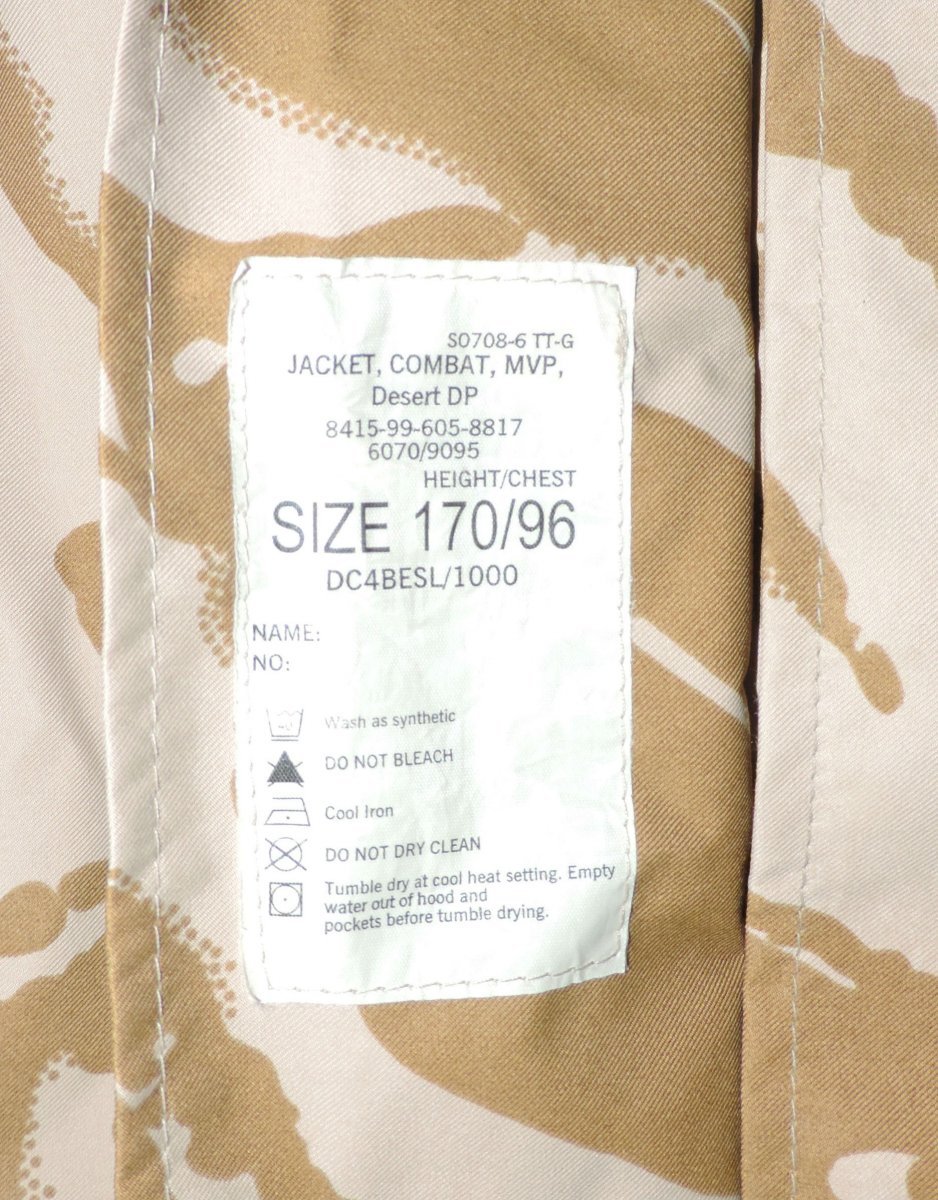 S0708-6 TT-G
JACKET, COMBAT, MVP,
Desert DP
8415-99-605-8817
6070/9095
HEIGHT/CHEST
SIZE 170/96
DC4BESL/1000
NAME:
NO:
40
Wash as synthetic
DO NOT BLEACH
Cool Iron
DO NOT DRY CLEAN
Tumble dry at cool heat setting. Empty
water out of hood and
pockets before tumble drying.